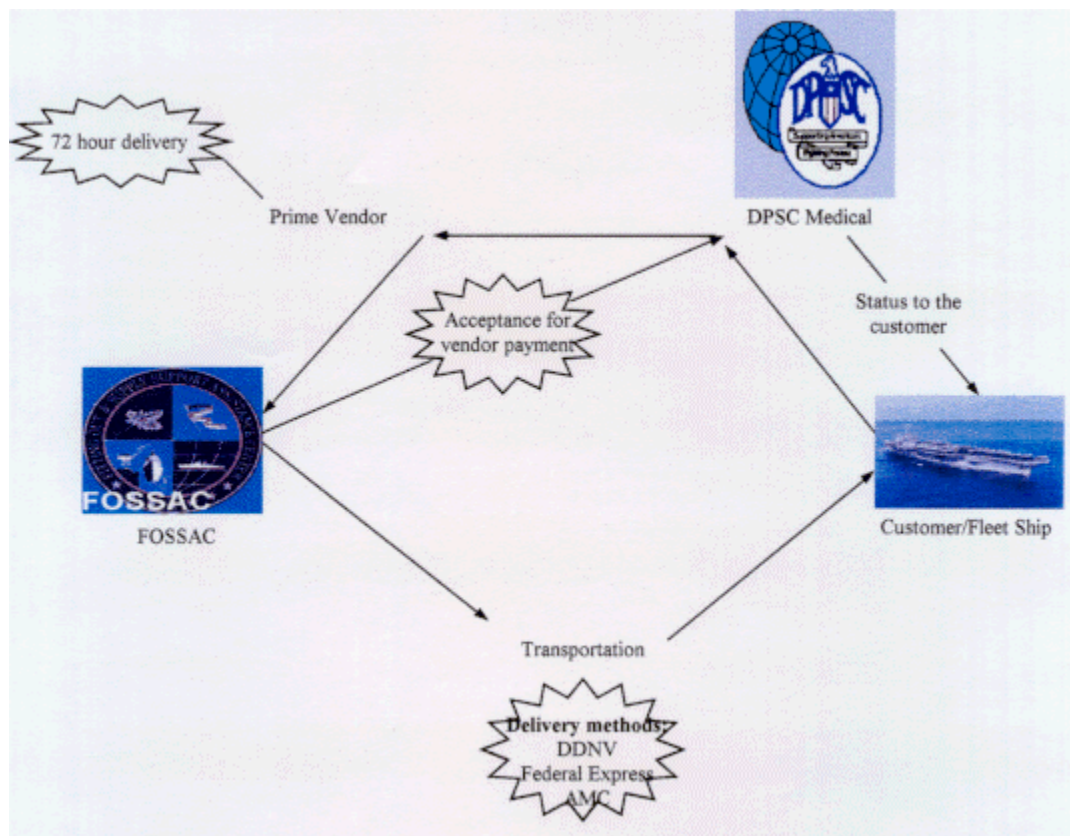 72 hour delivery
Prime Vendor
DPSC
DPSC Medical
Acceptance for
vendor payment
Status to the
customer
FOSSAC
FOSSAC
Customer/Fleet Ship
Transportation
Delivery methods:
DDNV
Federal Express
AMC